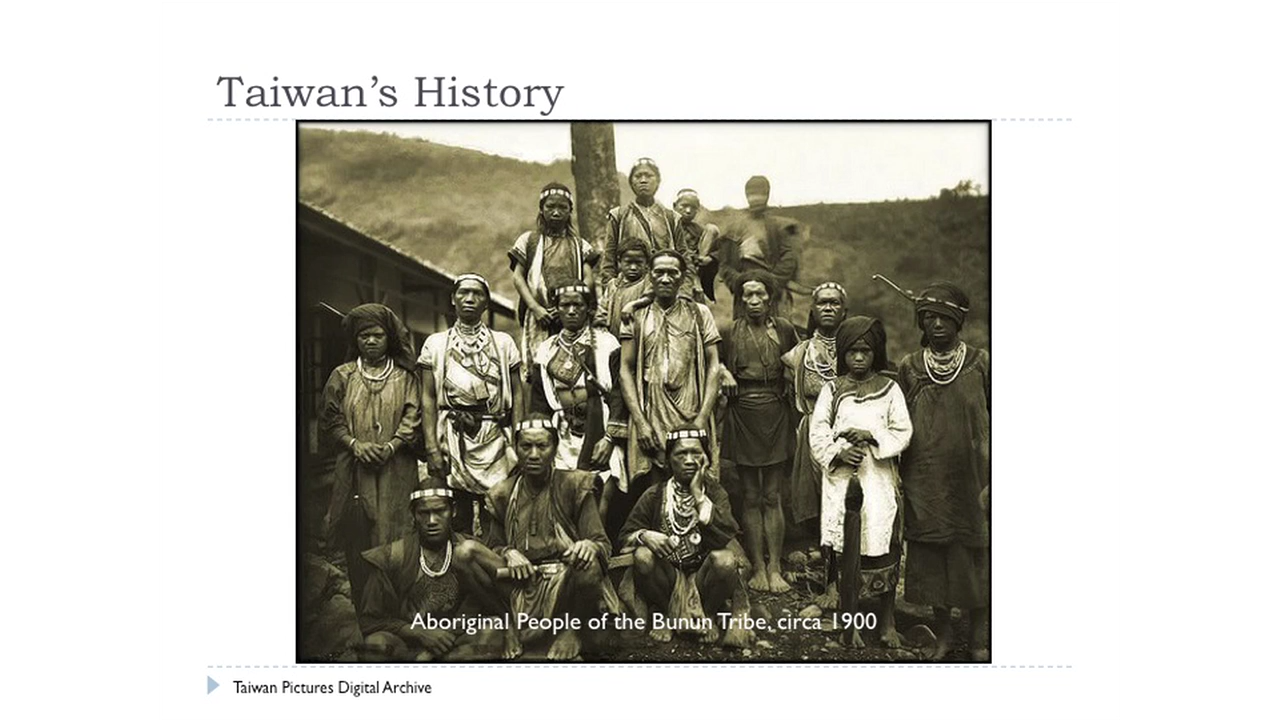 Taiwan’s History
Aboriginal People of the Bunun Tribe, circa 1900
Taiwan Pictures Digital Archive